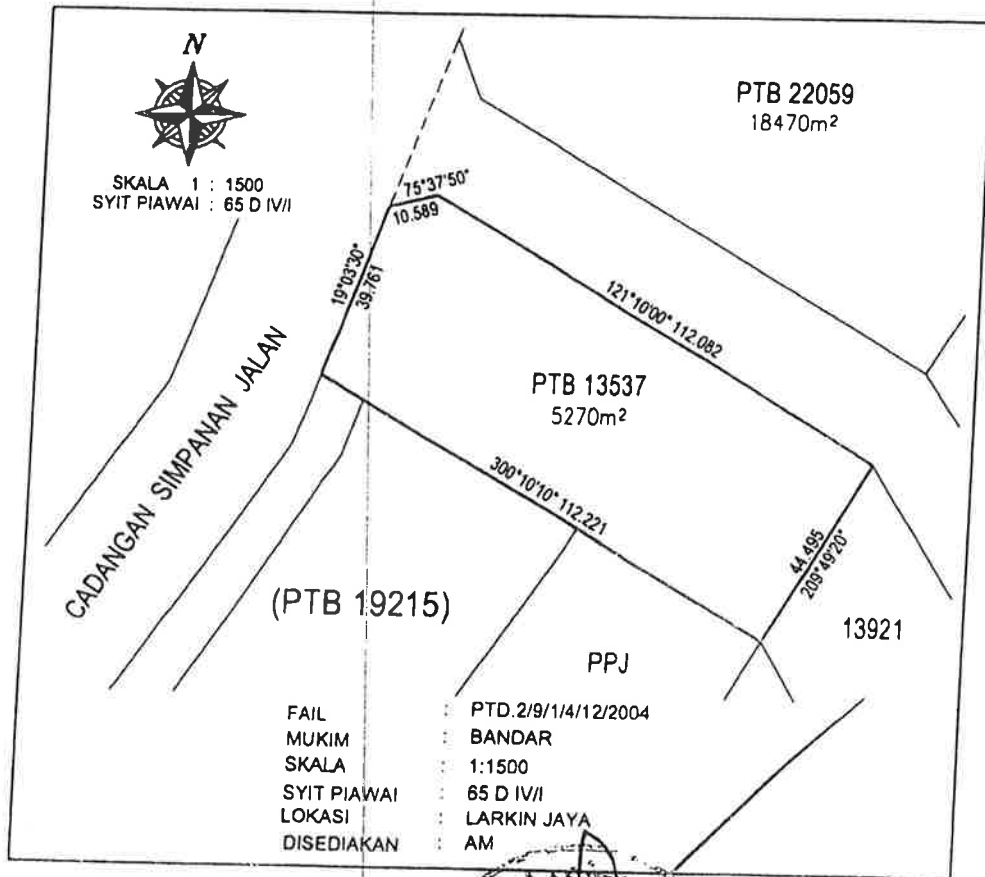 N
SKALA 1 : 1500
SYIT PIAWAI : 65 D IV/I
PTB 22059
18470m²
75°37'50"
10.589
19°03'30"
39.761
121°10'00" 112.082
PTB 13537
5270m²
CADANGAN SIMPANAN JALAN
300°10'10" 112.221
44.495
209°49'20"
(PTB 19215)
13921
PPJ
FAIL : PTD.2/9/1/4/12/2004
MUKIM : BANDAR
SKALA : 1:1500
SYIT PIAWAI : 65 D IV/I
LOKASI : LARKIN JAYA
DISEDIAKAN : AM